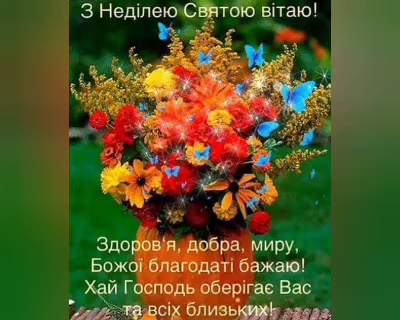 З Неділею Святою вітаю!
Здоров'я, добра, миру,
Божої благодаті бажаю!
Хай Господь оберігає Вас
та всіх близьких!